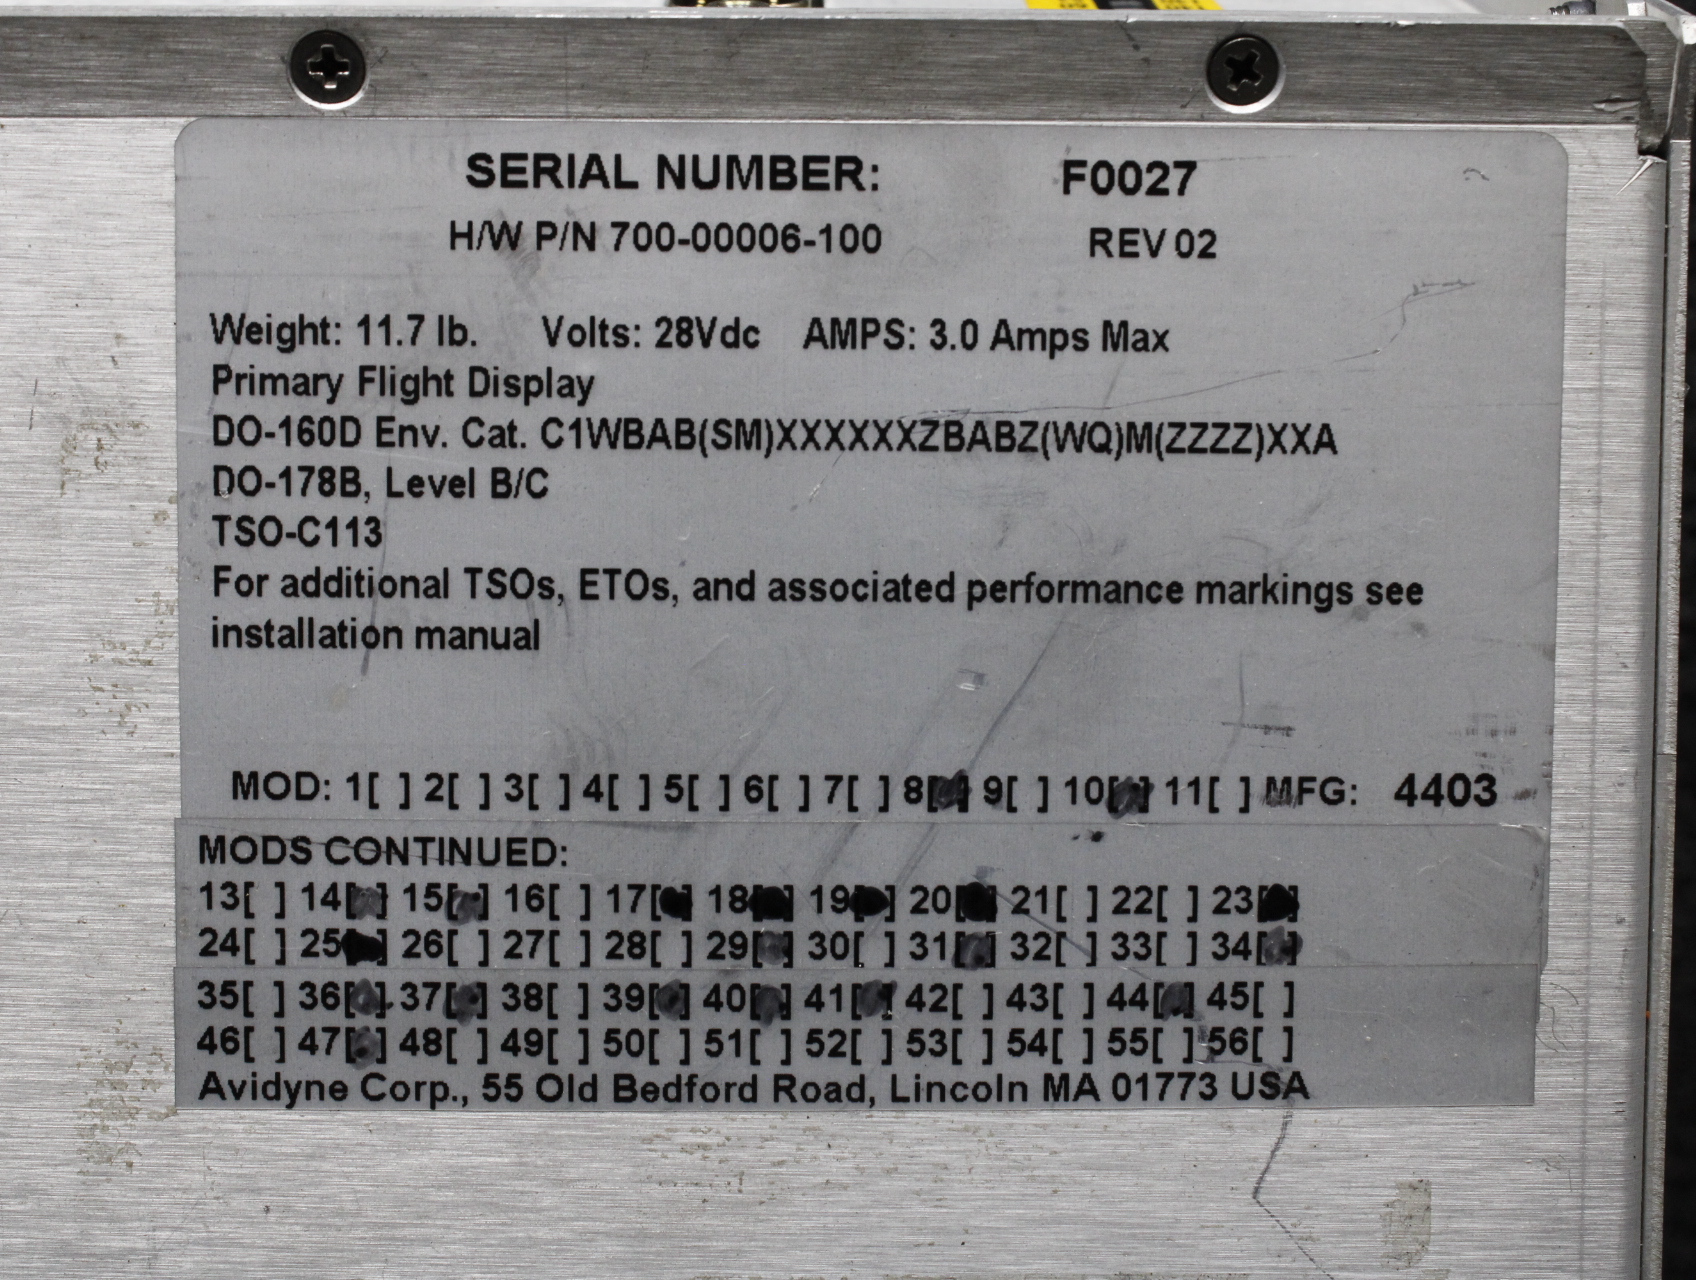 SERIAL NUMBER: F0027
H/W P/N 700-00006-100 REV 02
Weight: 11.7 lb. Volts: 28Vdc AMPS: 3.0 Amps Max
Primary Flight Display
DO-160D Env. Cat. C1WBAB(SM)XXXXXXZBABZ(WQ)M(ZZZZ)XXA
DO-178B, Level B/C
TSO-C113
For additional TSOs, ETOs, and associated performance markings see
installation manual
MOD: 1[ ] 2[ ] 3[ ] 4[ ] 5[ ] 6[ ] 7[ ] 8[ ] 9[ ] 10[ ] 11[ ] MFG: 4403
MODS CONTINUED:
13[ ] 14[ ] 15[ ] 16[ ] 17[ ] 18[ ] 19[ ] 20[ ] 21[ ] 22[ ] 23[ ]
24[ ] 25[ ] 26[ ] 27[ ] 28[ ] 29[ ] 30[ ] 31[ ] 32[ ] 33[ ] 34[ ]
35[ ] 36[ ] 37[ ] 38[ ] 39[ ] 40[ ] 41[ ] 42[ ] 43[ ] 44[ ] 45[ ]
46[ ] 47[ ] 48[ ] 49[ ] 50[ ] 51[ ] 52[ ] 53[ ] 54[ ] 55[ ] 56[ ]
Avidyne Corp., 55 Old Bedford Road, Lincoln MA 01773 USA